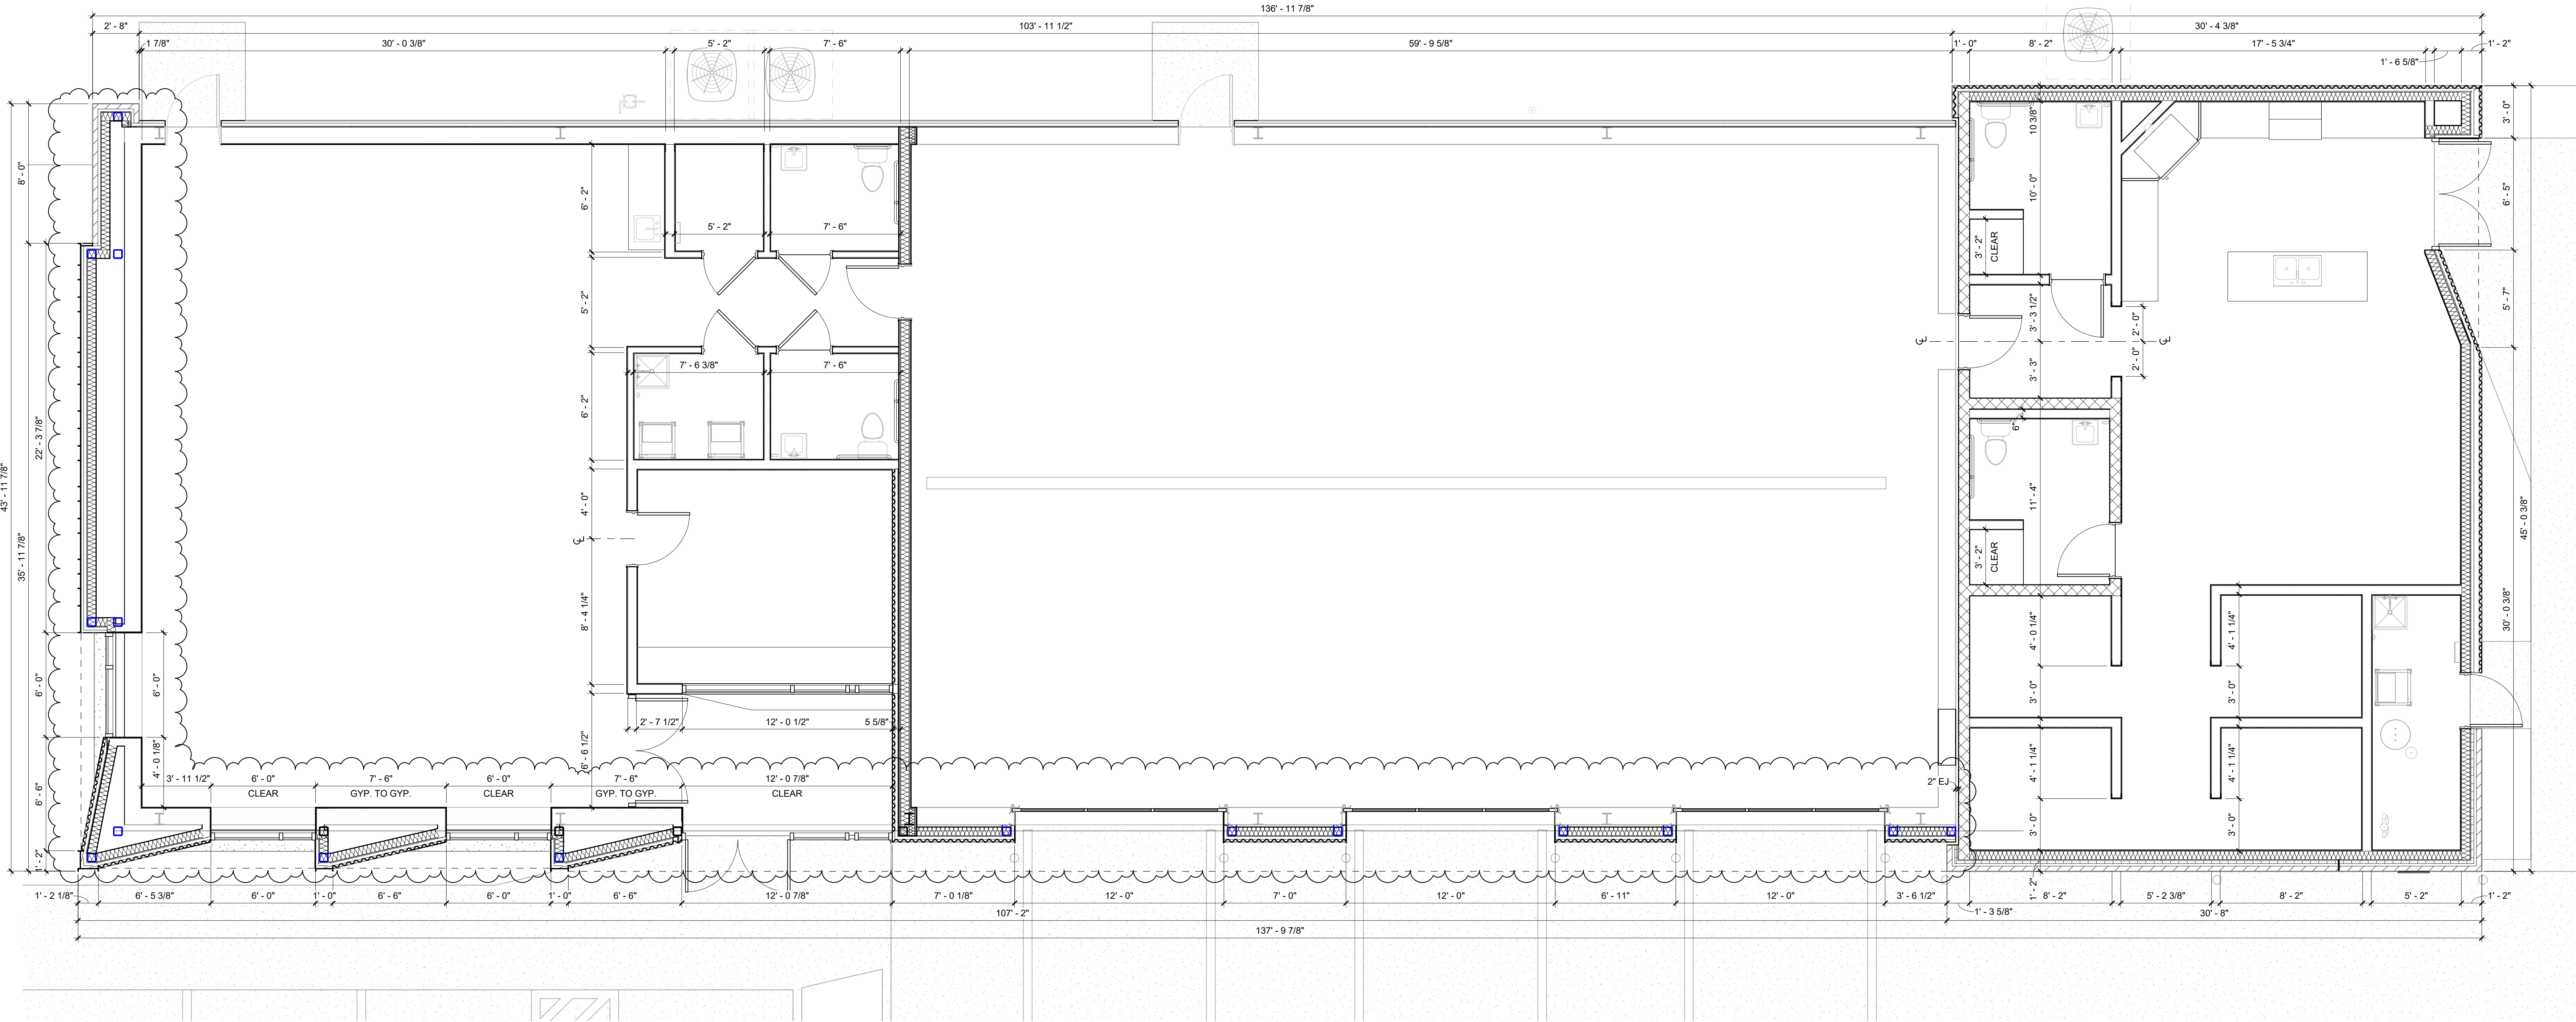 136' - 11 7/8"
2' - 8"
103' - 11 1/2"
30' - 4 3/8"
1 7/8"
30' - 0 3/8"
5' - 2"
7' - 6"
59' - 9 5/8"
1' - 0"
8' - 2"
17' - 5 3/4"
1' - 2"
1' - 6 5/8"
10 3/8"
3' - 0"
8' - 0"
6' - 2"
10' - 0"
6' - 5"
5' - 2"
7' - 6"
3' - 2"
CLEAR
5' - 2"
3' - 3 1/2"
2' - 0"
5' - 7"
CL
CL
7' - 6 3/8"
7' - 6"
3' - 3"
2' - 0"
6' - 2"
22' - 3 7/8"
6"
43' - 11 7/8"
4' - 0"
11' - 4"
45' - 0 3/8"
35' - 11 7/8"
CL
3' - 2"
CLEAR
8' - 4 1/4"
30' - 0 3/8"
4' - 0 1/4"
4' - 1 1/4"
6' - 0"
6' - 0"
3' - 0"
3' - 0"
2' - 7 1/2"
12' - 0 1/2"
5 5/8"
6' - 6 1/2"
4' - 0 1/8"
4' - 1 1/4"
4' - 1 1/4"
3' - 11 1/2"
6' - 0"
CLEAR
7' - 6"
GYP. TO GYP.
6' - 0"
CLEAR
7' - 6"
GYP. TO GYP.
12' - 0 7/8"
CLEAR
2" EJ
6' - 6"
3' - 0"
3' - 0"
1' - 2"
1' - 2"
1' - 2 1/8"
6' - 5 3/8"
6' - 0"
1' - 0"
6' - 6"
6' - 0"
1' - 0"
6' - 6"
12' - 0 7/8"
7' - 0 1/8"
12' - 0"
7' - 0"
12' - 0"
6' - 11"
12' - 0"
3' - 6 1/2"
8' - 2"
5' - 2 3/8"
8' - 2"
5' - 2"
1' - 2"
1' - 3 5/8"
107' - 2"
30' - 8"
137' - 9 7/8"